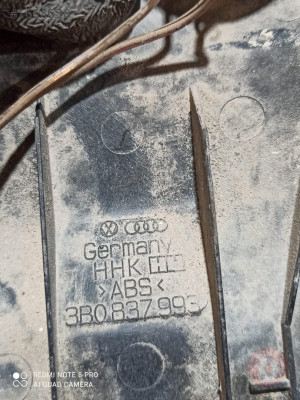 Germany
HHK
>ABS<
3B0 837 993
REDMI NOTE 8 PRO
AI QUAD CAMERA